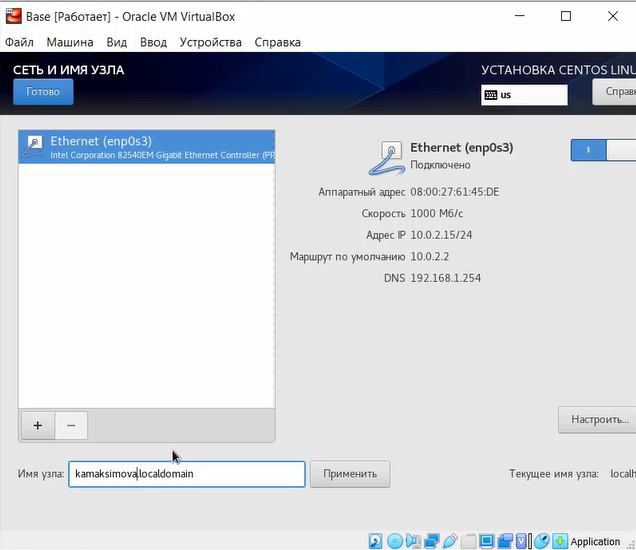 Base [Работает] - Oracle VM VirtualBox
Файл Машина Вид Ввод Устройства Справка
СЕТЬ И ИМЯ УЗЛА
УСТАНОВКА CENTOS LINU
Готово
us
Справк
Ethernet (enp0s3)
Intel Corporation 82540EM Gigabit Ethernet Controller (PR
Ethernet (enp0s3)
Подключено
Аппаратный адрес 08:00:27:61:45:DE
Скорость 1000 Мб/с
Адрес IP 10.0.2.15/24
Маршрут по умолчанию 10.0.2.2
DNS 192.168.1.254
+ −
Настроить...
Имя узла: kamaksimova.localdomain
Применить
Текущее имя узла: localh
Application